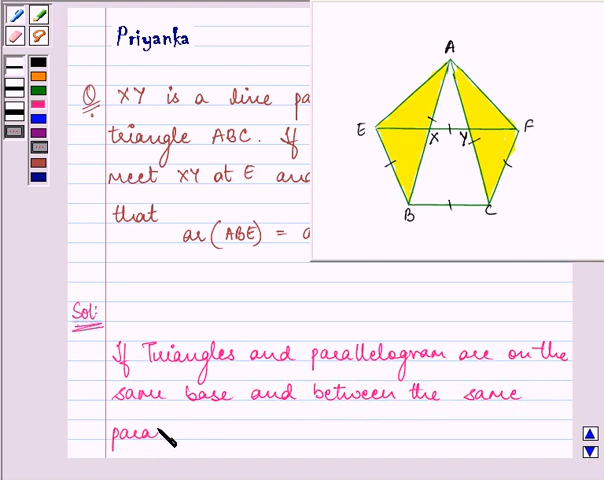 Priyanka
Q. XY is a line pa
triangle ABC. If
meet XY at E and
that
ar (ABE) =
Sol:
If Triangles and parallelogram are on the
same base and between the same
para
A
E
X
Y
F
B
C